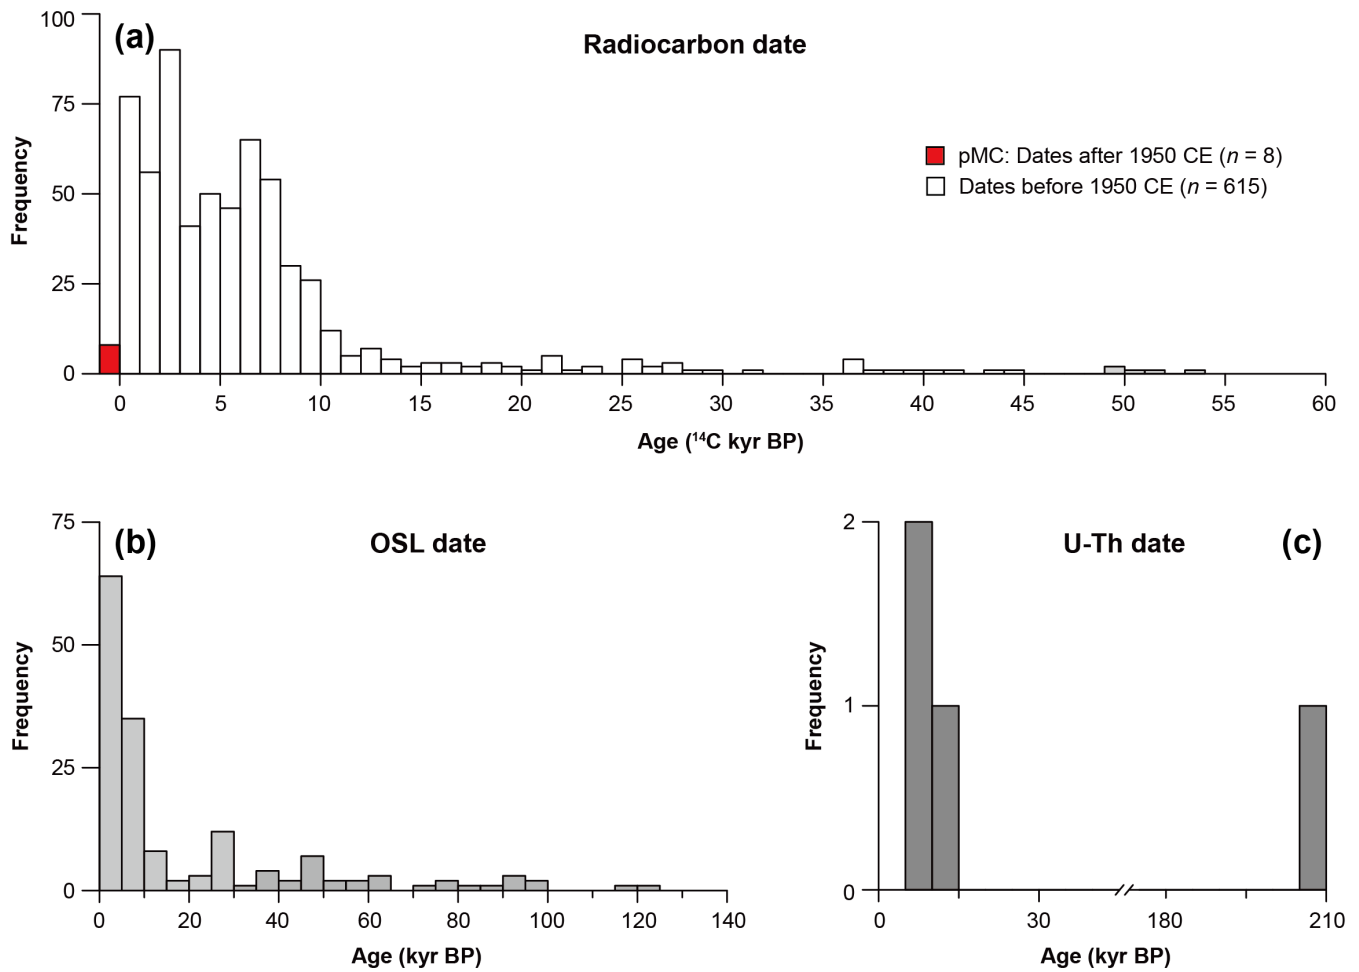 (a)
Radiocarbon date
100
75
50
25
0
Frequency
pMC: Dates after 1950 CE (n = 8)
Dates before 1950 CE (n = 615)
0 5 10 15 20 25 30 35 40 45 50 55 60
Age (¹⁴C kyr BP)
(b)
OSL date
75
50
25
0
Frequency
0 20 40 60 80 100 120 140
Age (kyr BP)
U-Th date
(c)
2
1
0
Frequency
0 30 180 210
Age (kyr BP)